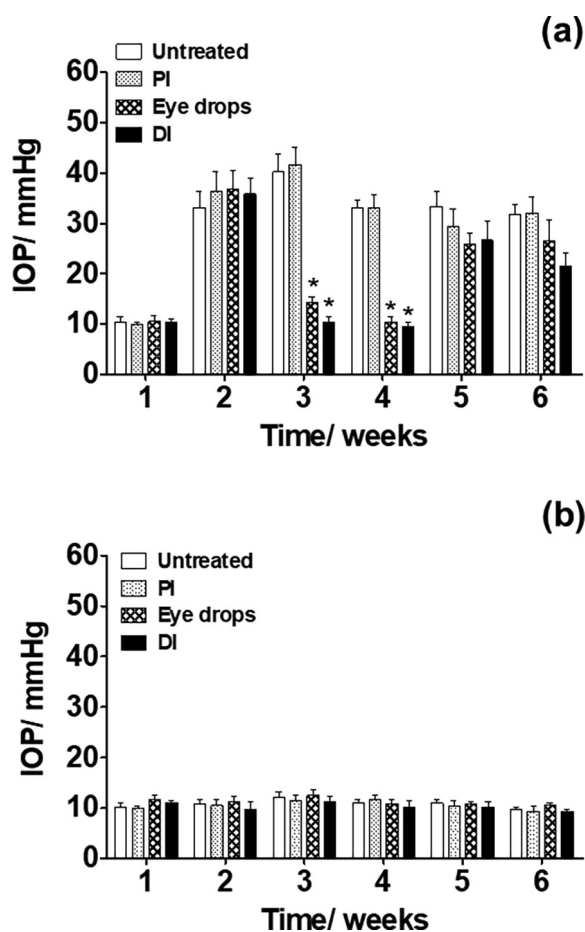 (a)
Untreated
PI
Eye drops
DI
60
50
40
30
20
10
0
IOP/ mmHg
* * * *
1 2 3 4 5 6
Time/ weeks
(b)
Untreated
PI
Eye drops
DI
60
50
40
30
20
10
0
IOP/ mmHg
1 2 3 4 5 6
Time/ weeks